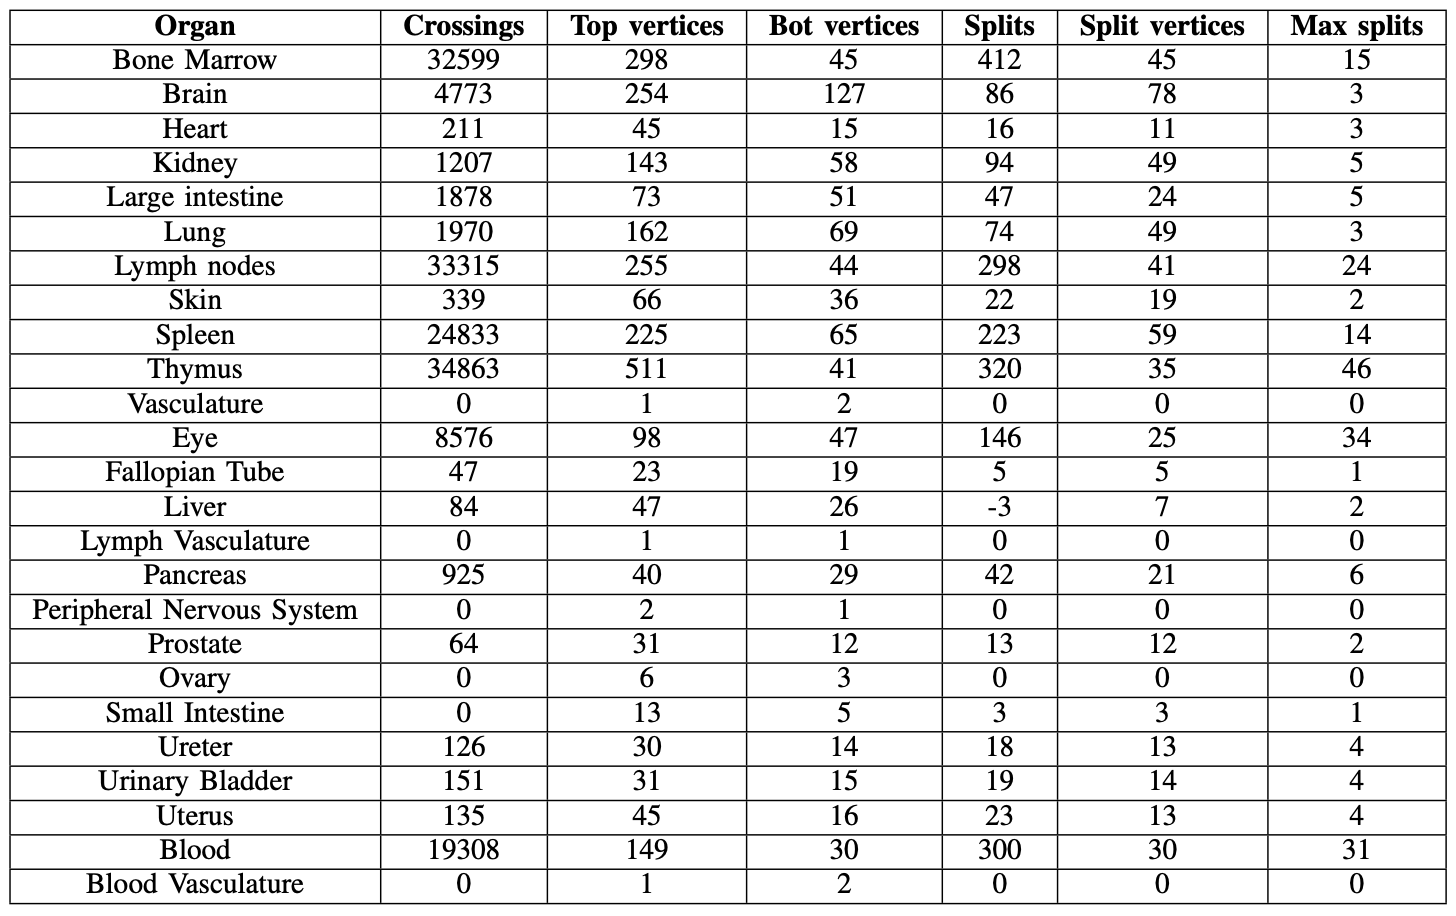 Organ Crossings Top vertices Bot vertices Splits Split vertices Max splits
Bone Marrow 32599 298 45 412 45 15
Brain 4773 254 127 86 78 3
Heart 211 45 15 16 11 3
Kidney 1207 143 58 94 49 5
Large intestine 1878 73 51 47 24 5
Lung 1970 162 69 74 49 3
Lymph nodes 33315 255 44 298 41 24
Skin 339 66 36 22 19 2
Spleen 24833 225 65 223 59 14
Thymus 34863 511 41 320 35 46
Vasculature 0 1 2 0 0 0
Eye 8576 98 47 146 25 34
Fallopian Tube 47 23 19 5 5 1
Liver 84 47 26 -3 7 2
Lymph Vasculature 0 1 1 0 0 0
Pancreas 925 40 29 42 21 6
Peripheral Nervous System 0 2 1 0 0 0
Prostate 64 31 12 13 12 2
Ovary 0 6 3 0 0 0
Small Intestine 0 13 5 3 3 1
Ureter 126 30 14 18 13 4
Urinary Bladder 151 31 15 19 14 4
Uterus 135 45 16 23 13 4
Blood 19308 149 30 300 30 31
Blood Vasculature 0 1 2 0 0 0